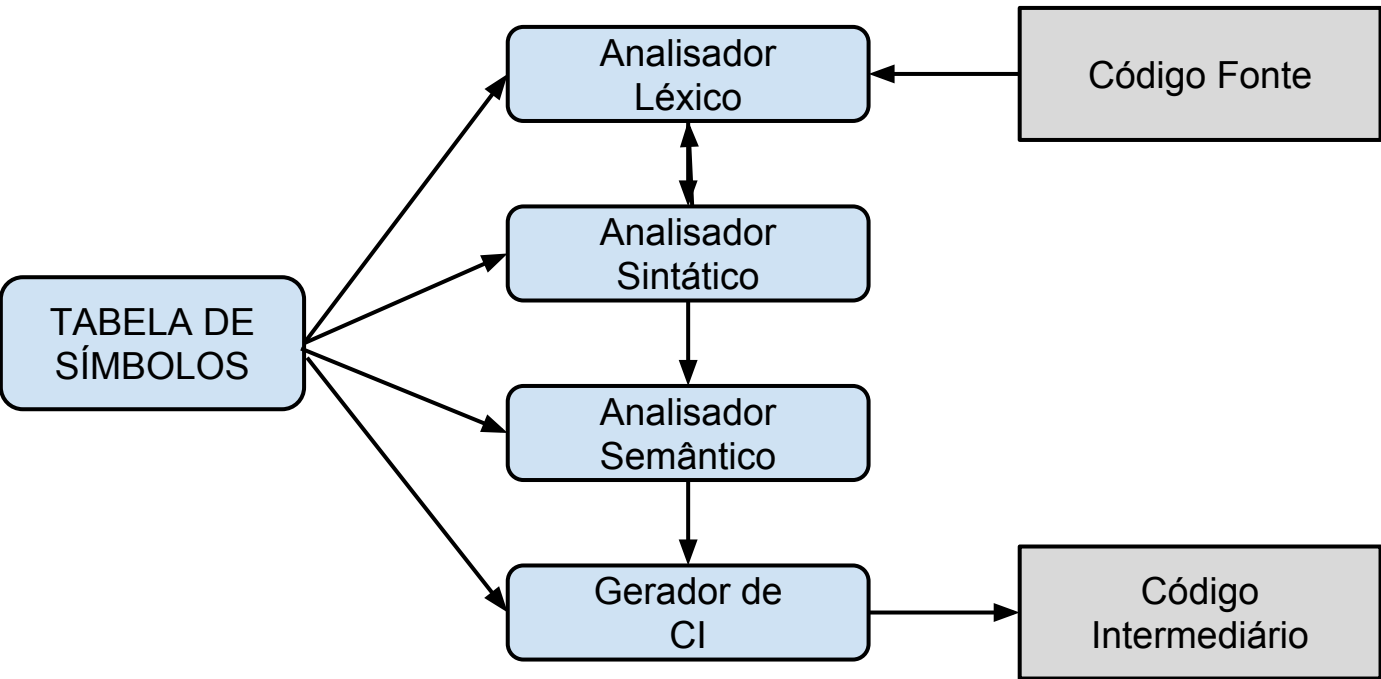 Analisador
Léxico
Código Fonte
Analisador
Sintático
TABELA DE
SÍMBOLOS
Analisador
Semântico
Gerador de
CI
Código
Intermediário